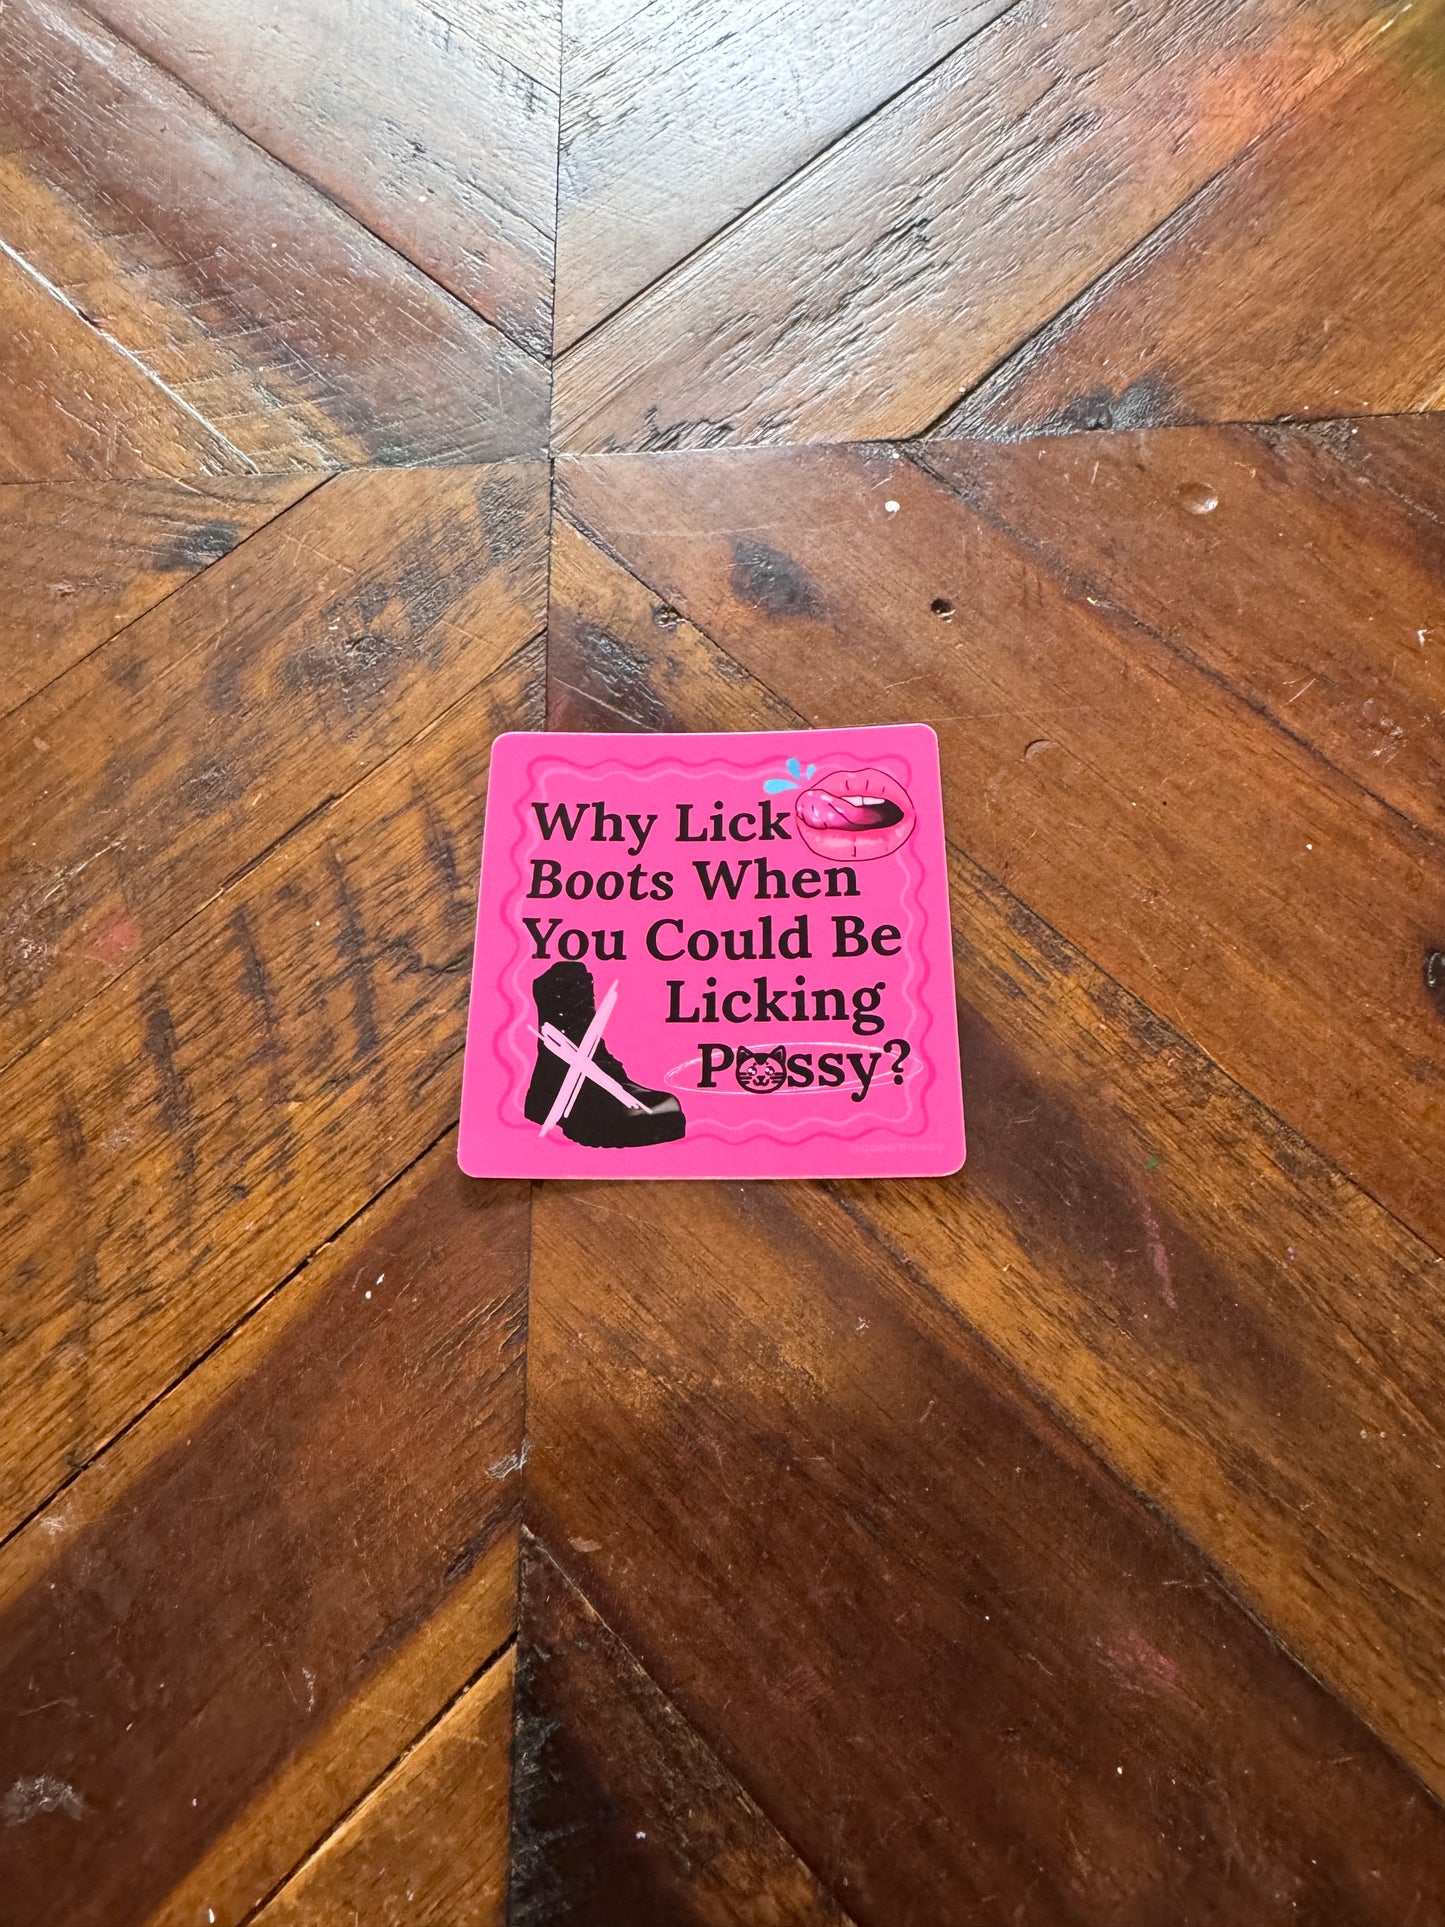 Why Lick
Boots When
You Could Be
Licking
P🐱ssy?